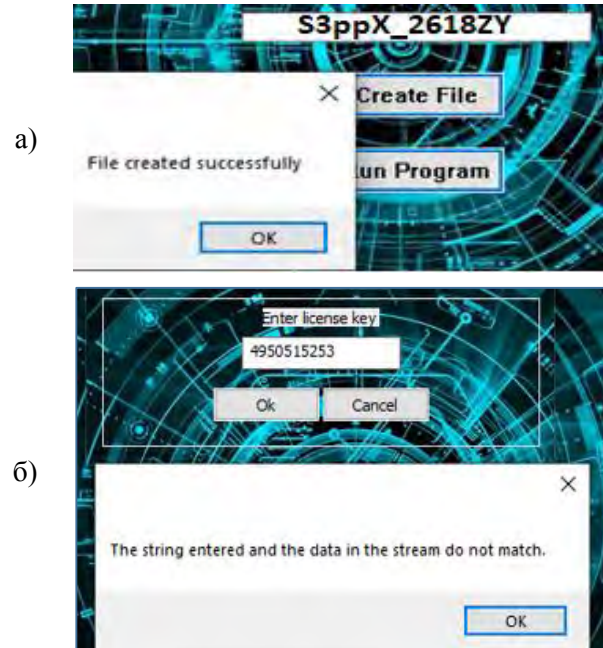 а)
S3ppX_2618ZY
Create File
File created successfully
un Program
OK
б)
Enter license key
4950515253
Ok
Cancel
The string entered and the data in the stream do not match.
OK